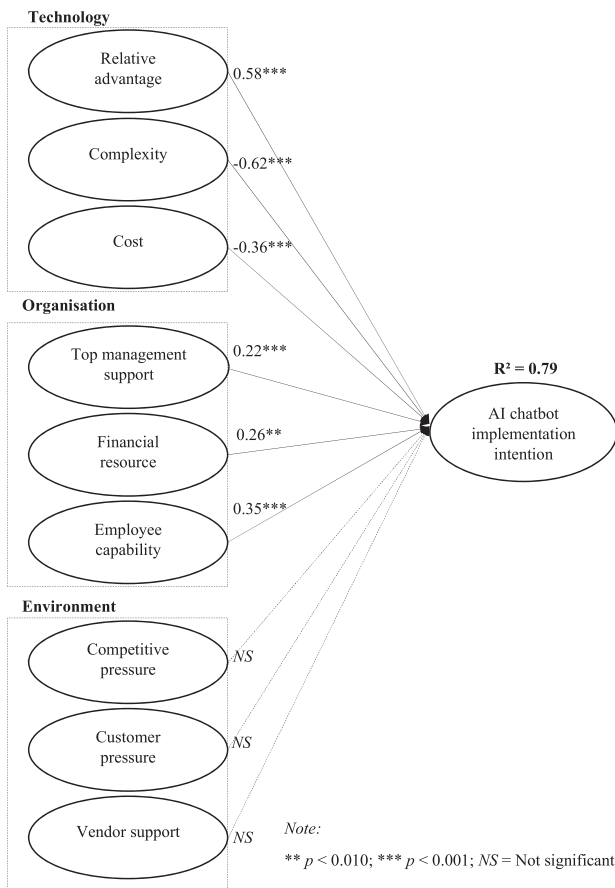 Technology
Relative
advantage
0.58***
Complexity
-0.62***
Cost
-0.36***
Organisation
Top management
support
0.22***
Financial
resource
0.26**
Employee
capability
0.35***
R² = 0.79
AI chatbot
implementation
intention
Environment
Competitive
pressure
NS
Customer
pressure
NS
Vendor support
NS
Note:
** p < 0.010; *** p < 0.001; NS = Not significant